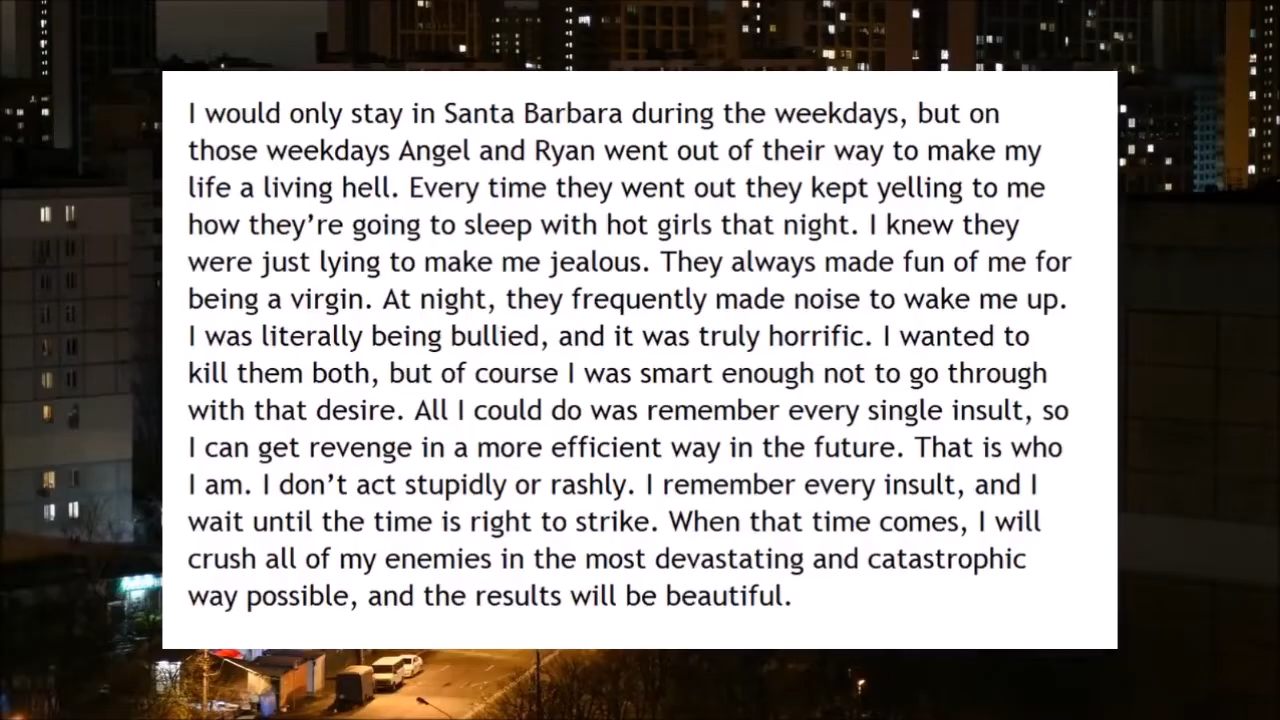 I would only stay in Santa Barbara during the weekdays, but on
those weekdays Angel and Ryan went out of their way to make my
life a living hell. Every time they went out they kept yelling to me
how they’re going to sleep with hot girls that night. I knew they
were just lying to make me jealous. They always made fun of me for
being a virgin. At night, they frequently made noise to wake me up.
I was literally being bullied, and it was truly horrific. I wanted to
kill them both, but of course I was smart enough not to go through
with that desire. All I could do was remember every single insult, so
I can get revenge in a more efficient way in the future. That is who
I am. I don’t act stupidly or rashly. I remember every insult, and I
wait until the time is right to strike. When that time comes, I will
crush all of my enemies in the most devastating and catastrophic
way possible, and the results will be beautiful.